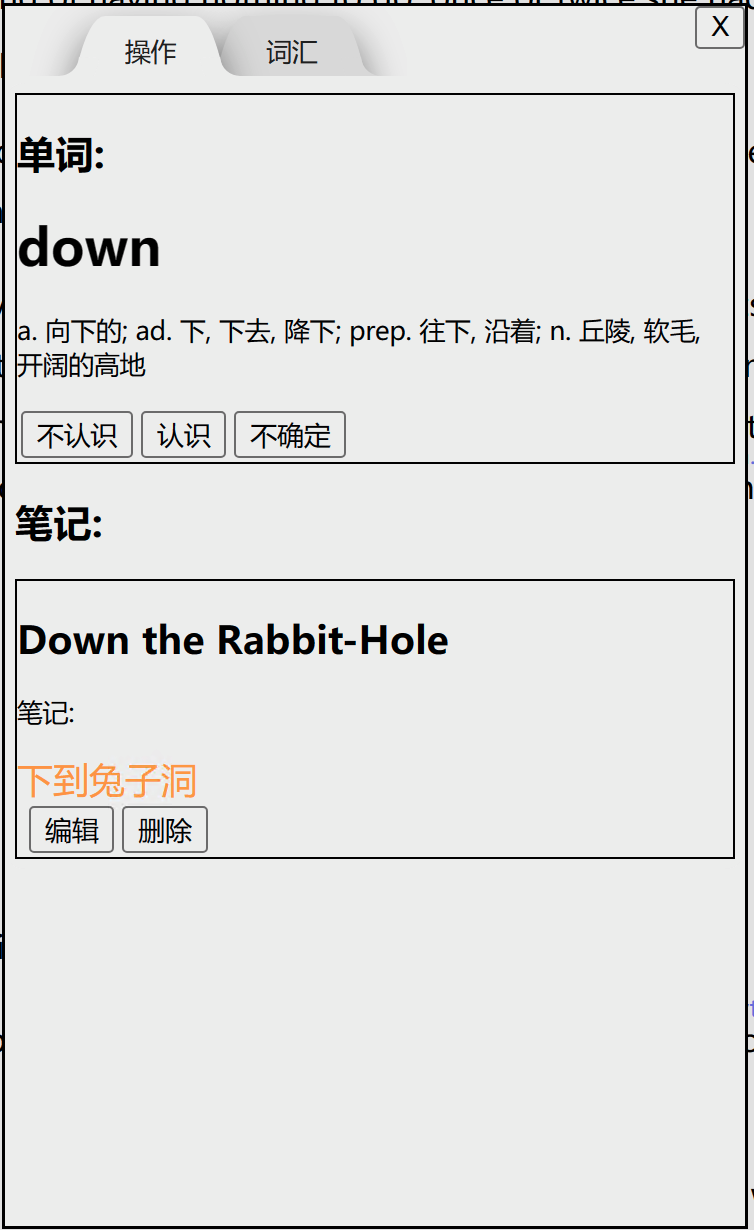 X
操作 词汇
单词:
down
a. 向下的; ad. 下, 下去, 降下; prep. 往下, 沿着; n. 丘陵, 软毛,
开阔的高地
不认识 认识 不确定
笔记:
Down the Rabbit-Hole
笔记:
下到兔子洞
编辑 删除